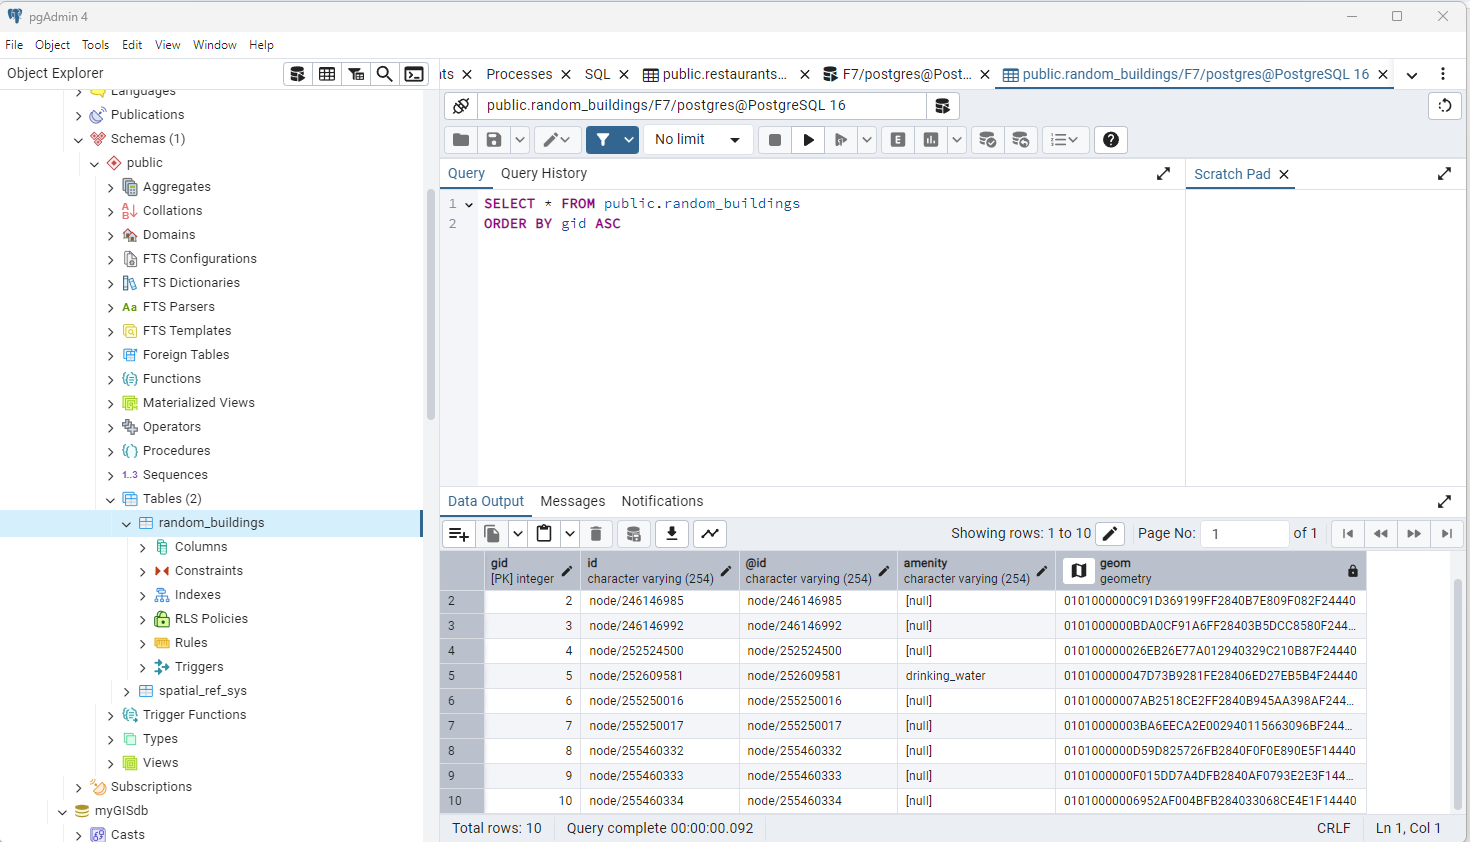 pgAdmin 4
File Object Tools Edit View Window Help
Object Explorer
Languages
Publications
Schemas (1)
public
Aggregates
Collations
Domains
FTS Configurations
FTS Dictionaries
Aa FTS Parsers
FTS Templates
Foreign Tables
Functions
Materialized Views
Operators
Procedures
1..3 Sequences
Tables (2)
random_buildings
Columns
Constraints
Indexes
RLS Policies
Rules
Triggers
spatial_ref_sys
Trigger Functions
Types
Views
Subscriptions
myGISdb
Casts
ts Processes SQL public.restaurants... F7/postgres@Post... public.random_buildings/F7/postgres@PostgreSQL 16
public.random_buildings/F7/postgres@PostgreSQL 16
No limit E
Query Query History Scratch Pad
1 SELECT * FROM public.random_buildings
2 ORDER BY gid ASC
Data Output Messages Notifications
Showing rows: 1 to 10 Page No: 1 of 1
gid id @id amenity geom
[PK] integer character varying (254) character varying (254) character varying (254) geometry
2 2 node/246146985 node/246146985 [null] 0101000000C91D369199FF2840B7E809F082F24440
3 3 node/246146992 node/246146992 [null] 0101000000BDA0CF91A6FF28403B5DCC8580F244...
4 4 node/252524500 node/252524500 [null] 010100000026EB26E77A012940329C210B87F24440
5 5 node/252609581 node/252609581 drinking_water 010100000047D73B9281FE28406ED27EB5B4F24440
6 6 node/255250016 node/255250016 [null] 01010000007AB2518CE2FF2840B945AA398AF244...
7 7 node/255250017 node/255250017 [null] 01010000003BA6EECA2E002940115663096BF244...
8 8 node/255460332 node/255460332 [null] 0101000000D59D825726FB2840F0F0E890E5F14440
9 9 node/255460333 node/255460333 [null] 0101000000F015DD7A4DFB2840AF0793E2E3F144...
10 10 node/255460334 node/255460334 [null] 01010000006952AF004BFB284033068CE4E1F14440
Total rows: 10 Query complete 00:00:00.092 CRLF Ln 1, Col 1